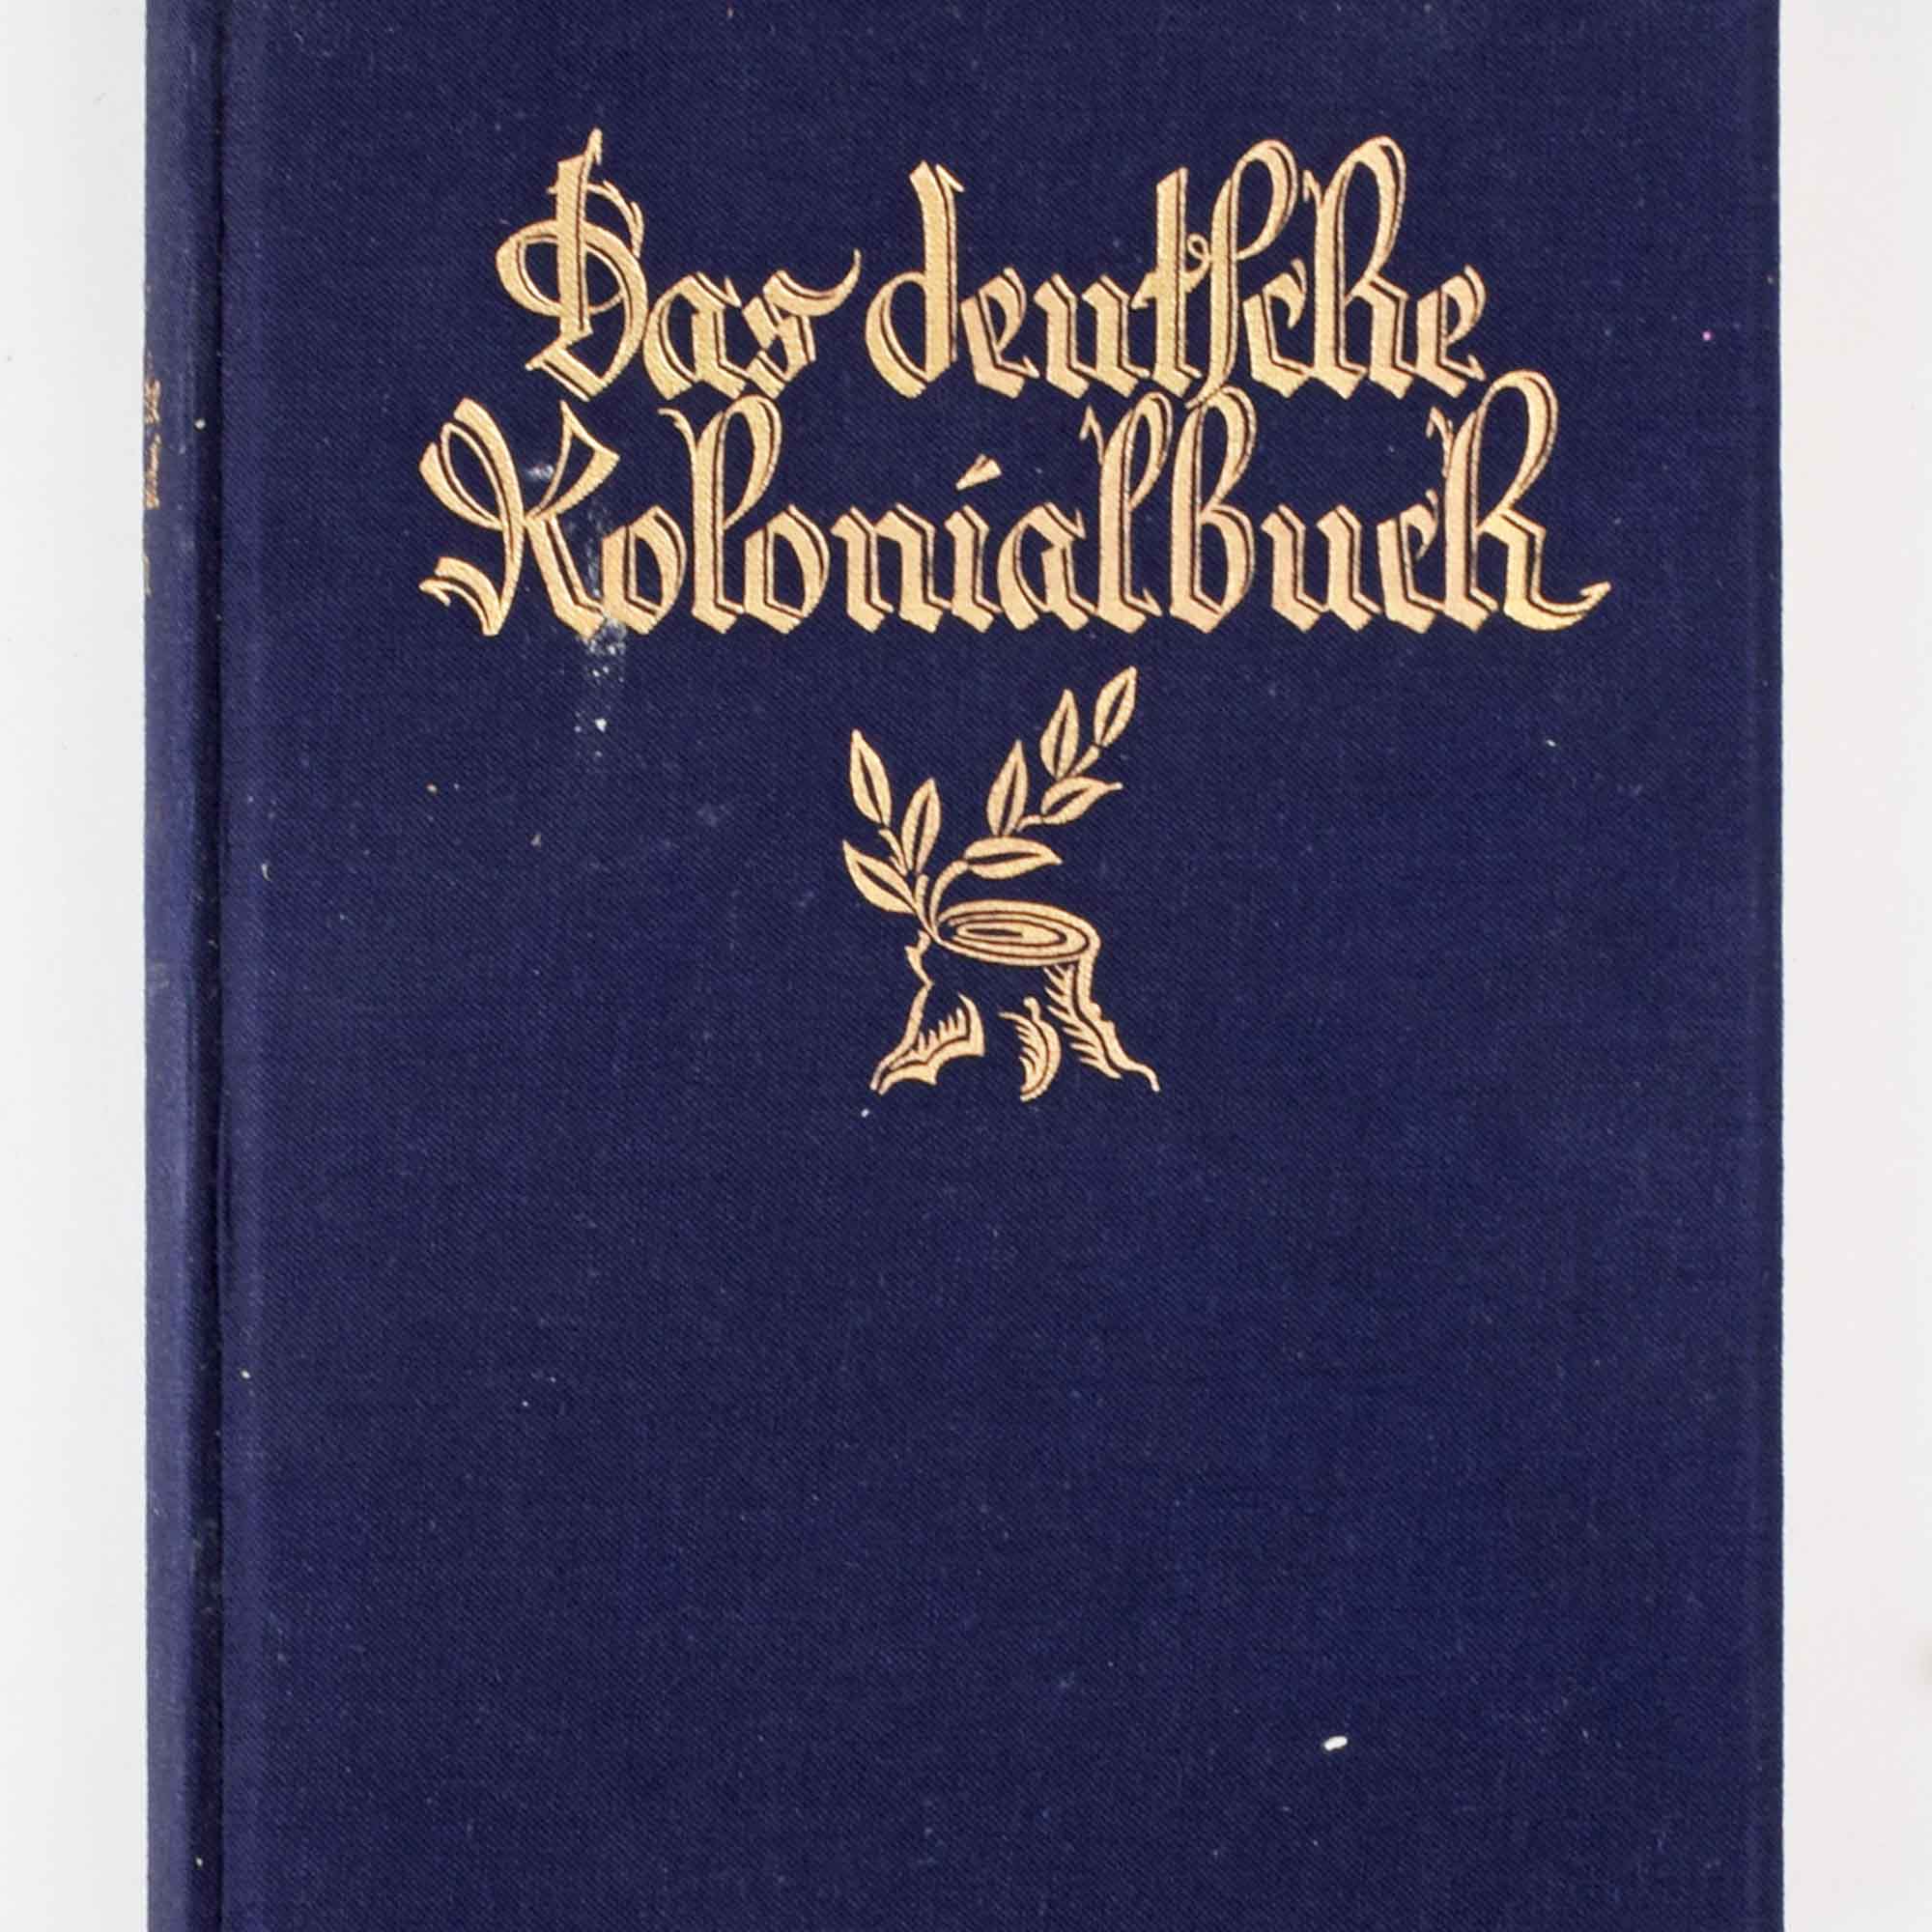 Das deutsche
Kolonialbuch